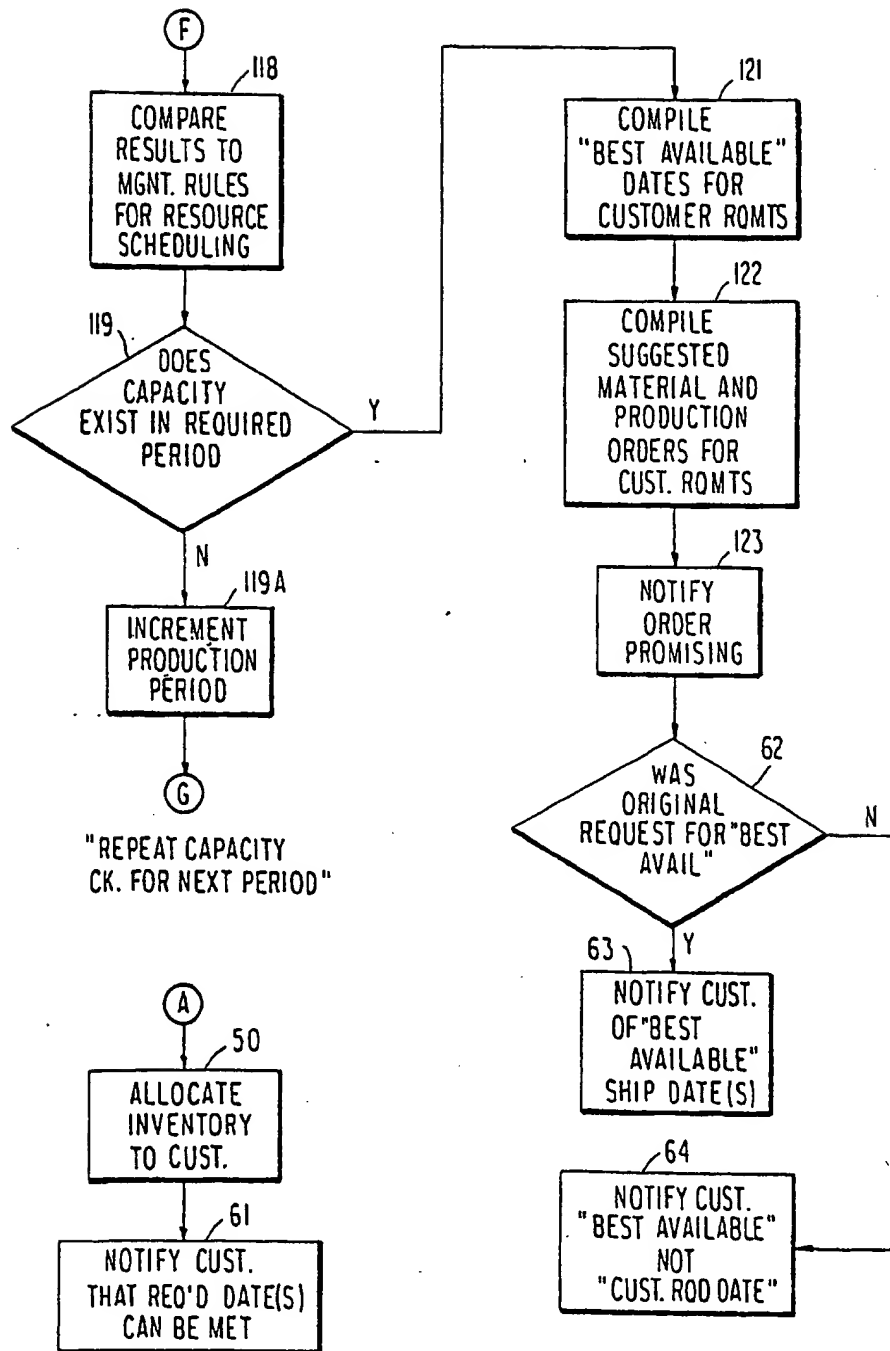 F
118
COMPARE
RESULTS TO
MGNT. RULES
FOR RESOURCE
SCHEDULING
119
DOES
CAPACITY
EXIST IN REQUIRED
PERIOD
Y
N
119A
INCREMENT
PRODUCTION
PERIOD
G
"REPEAT CAPACITY
CK. FOR NEXT PERIOD"
A
50
ALLOCATE
INVENTORY
TO CUST.
61
NOTIFY CUST.
THAT REQ'D DATE(S)
CAN BE MET
121
COMPILE
"BEST AVAILABLE"
DATES FOR
CUSTOMER RQMTS
122
COMPILE
SUGGESTED
MATERIAL AND
PRODUCTION
ORDERS FOR
CUST. RQMTS
123
NOTIFY
ORDER
PROMISING
62
WAS
ORIGINAL
REQUEST FOR "BEST
AVAIL"
N
Y
63
NOTIFY CUST.
OF "BEST
AVAILABLE"
SHIP DATE(S)
64
NOTIFY CUST.
"BEST AVAILABLE"
NOT
"CUST. RQD DATE"